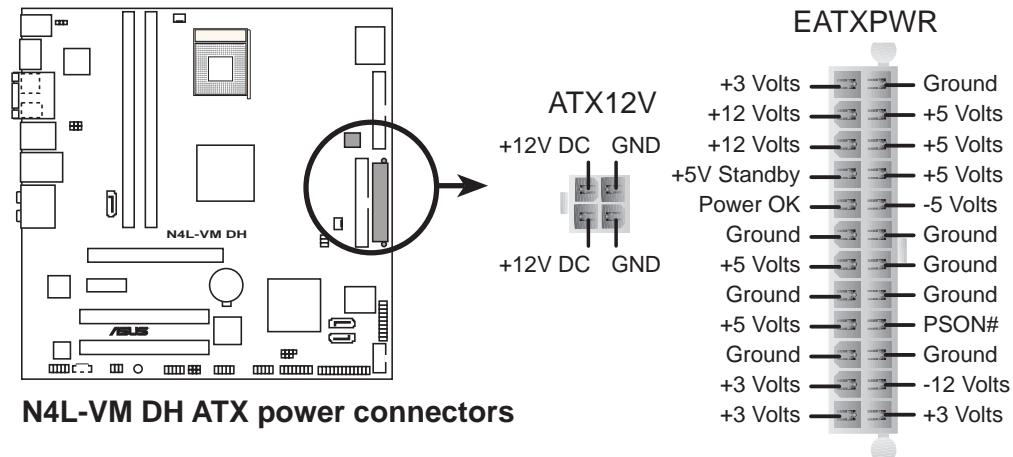 EATXPWR
ATX12V
+12V DC GND
+12V DC GND
+3 Volts Ground
+12 Volts +5 Volts
+12 Volts +5 Volts
+5V Standby +5 Volts
Power OK -5 Volts
Ground Ground
+5 Volts Ground
Ground Ground
+5 Volts PSON#
Ground Ground
+3 Volts -12 Volts
+3 Volts +3 Volts
N4L-VM DH
ASUS
N4L-VM DH ATX power connectors